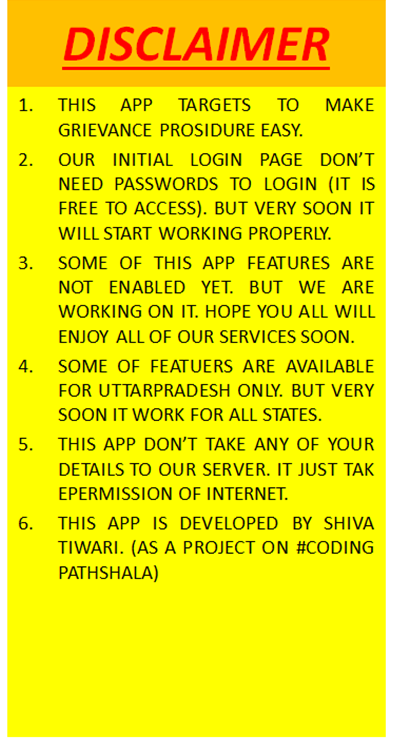 DISCLAIMER
1. THIS APP TARGETS TO MAKE
GRIEVANCE PROSIDURE EASY.
2. OUR INITIAL LOGIN PAGE DON'T
NEED PASSWORDS TO LOGIN (IT IS
FREE TO ACCESS). BUT VERY SOON IT
WILL START WORKING PROPERLY.
3. SOME OF THIS APP FEATURES ARE
NOT ENABLED YET. BUT WE ARE
WORKING ON IT. HOPE YOU ALL WILL
ENJOY ALL OF OUR SERVICES SOON.
4. SOME OF FEATUERS ARE AVAILABLE
FOR UTTARPRADESH ONLY. BUT VERY
SOON IT WORK FOR ALL STATES.
5. THIS APP DON'T TAKE ANY OF YOUR
DETAILS TO OUR SERVER. IT JUST TAK
EPERMISSION OF INTERNET.
6. THIS APP IS DEVELOPED BY SHIVA
TIWARI. (AS A PROJECT ON #CODING
PATHSHALA)